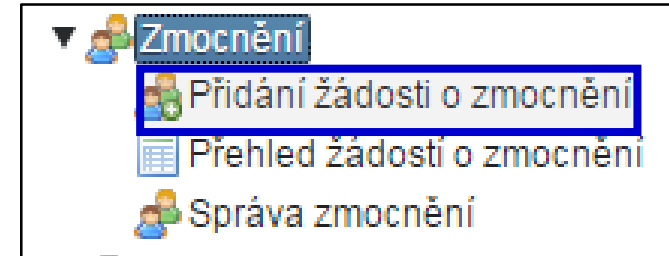 Zmocnění
Přidání žádosti o zmocnění
Přehled žádostí o zmocnění
Správa zmocnění